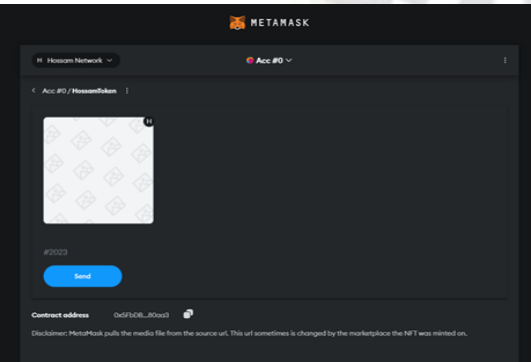 METAMASK
H Hossam Network
Acc #0
Acc #0 / HossamToken
H
#2023
Send
Contract address 0x5FbDB...80aa3
Disclaimer: MetaMask pulls the media file from the source url. This url sometimes is changed by the marketplace the NFT was minted on.